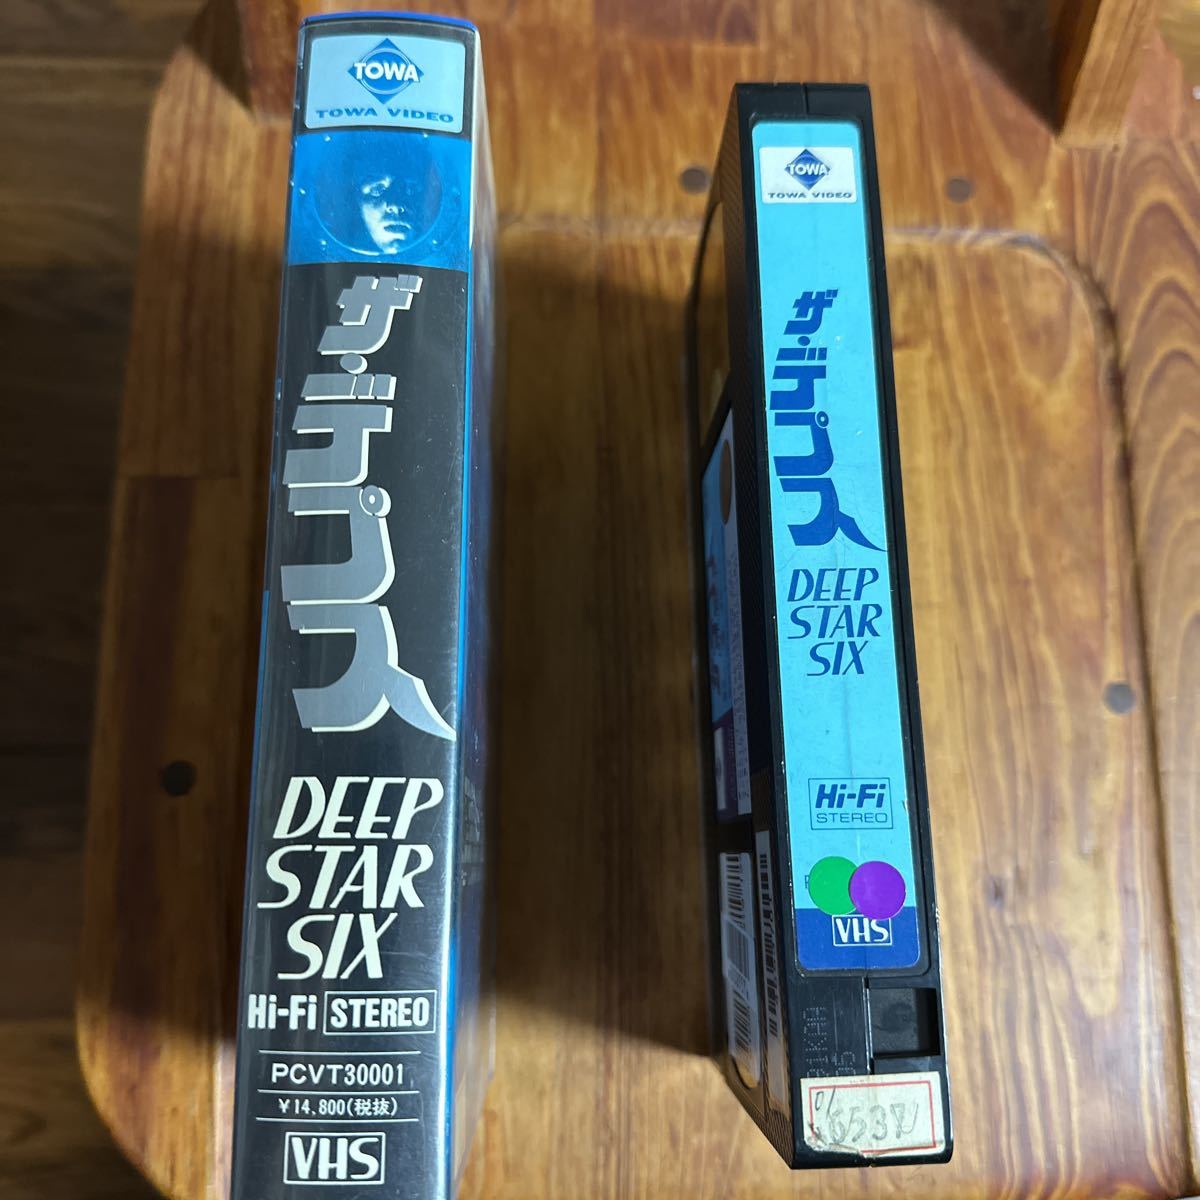 TOWA
TOWA VIDEO
ザ・デプス
DEEP
STAR
SIX
Hi-Fi STEREO
PCVT30001
¥14,800(税抜)
VHS
TOWA
TOWA VIDEO
ザ・デプス
DEEP
STAR
SIX
Hi-Fi
STEREO
VHS